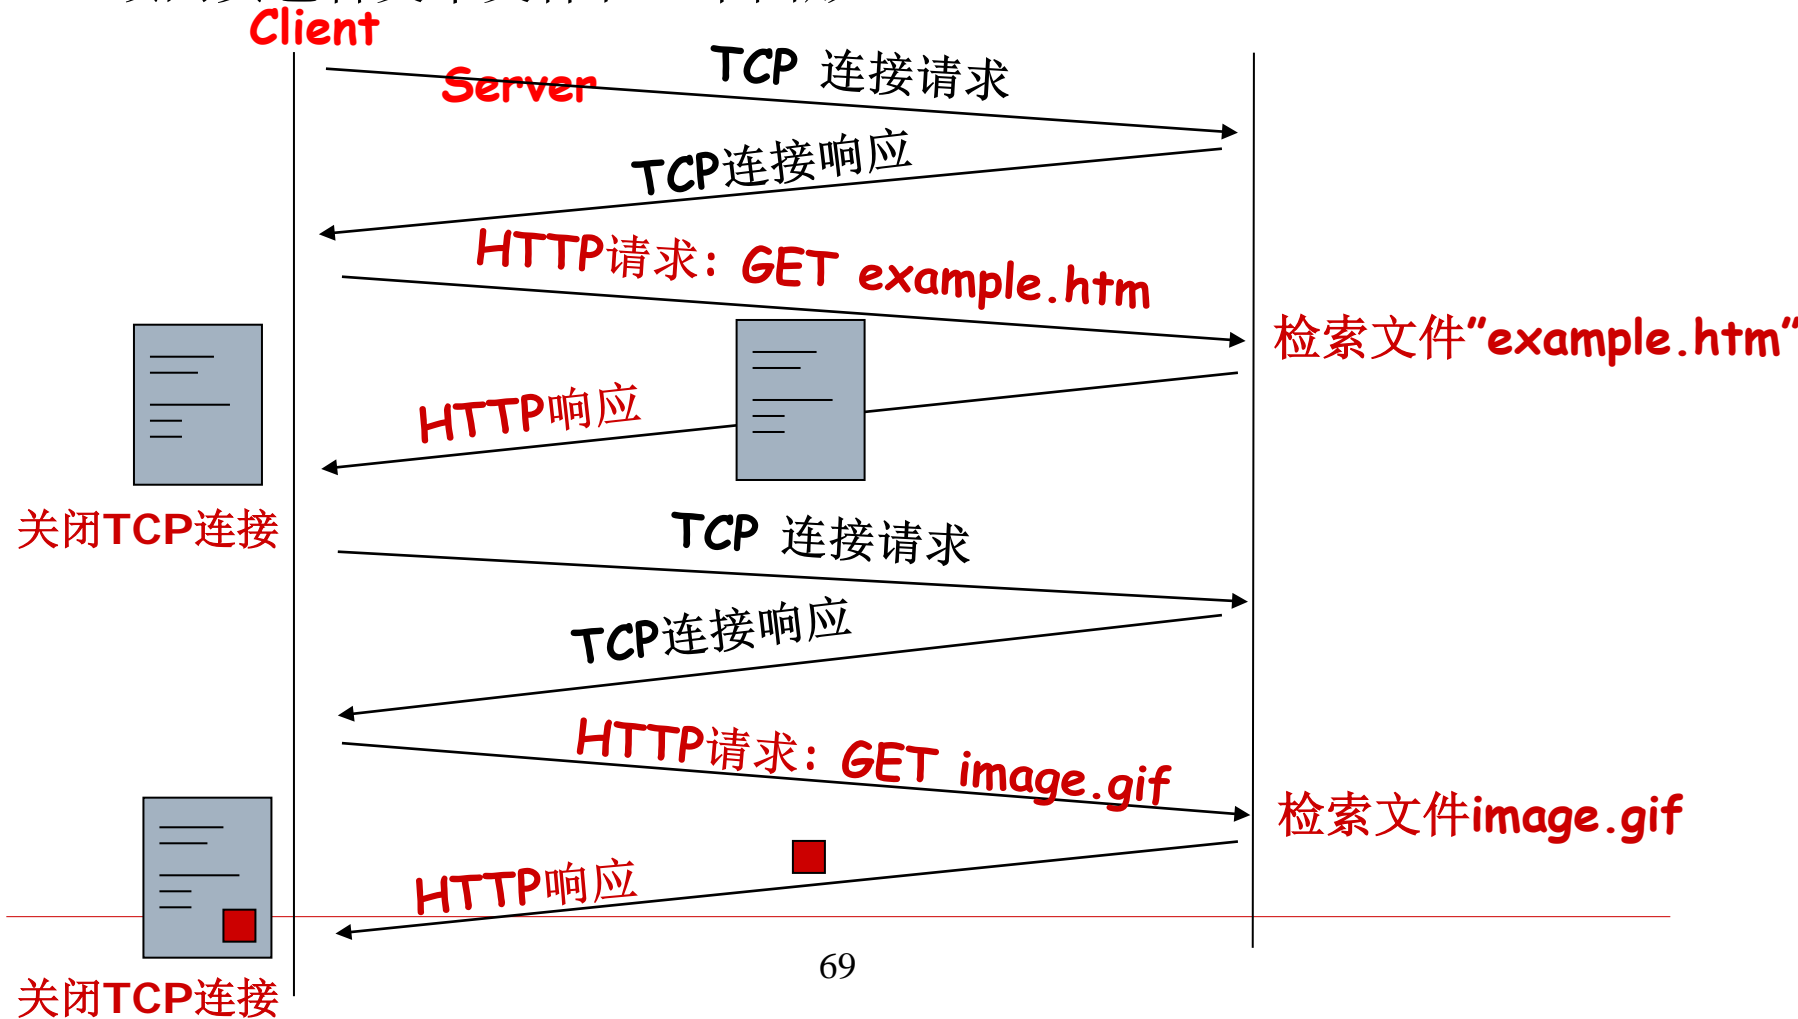 Client
Server
TCP 连接请求
TCP连接响应
HTTP请求: GET example.htm
检索文件”example.htm”
HTTP响应
关闭TCP连接
TCP 连接请求
TCP连接响应
HTTP请求: GET image.gif
检索文件image.gif
HTTP响应
69
关闭TCP连接